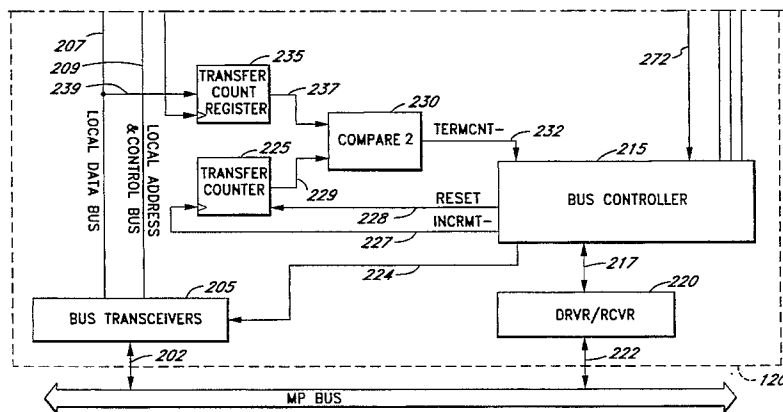 207
209
239
235
TRANSFER
COUNT
REGISTER
237
230
COMPARE 2
TERMCNT-
232
272
225
TRANSFER
COUNTER
229
215
BUS CONTROLLER
RESET
228
INCRMT-
227
224
LOCAL DATA BUS
LOCAL ADDRESS
& CONTROL BUS
205
BUS TRANSCEIVERS
217
220
DRVR/RCVR
202
222
120
MP BUS